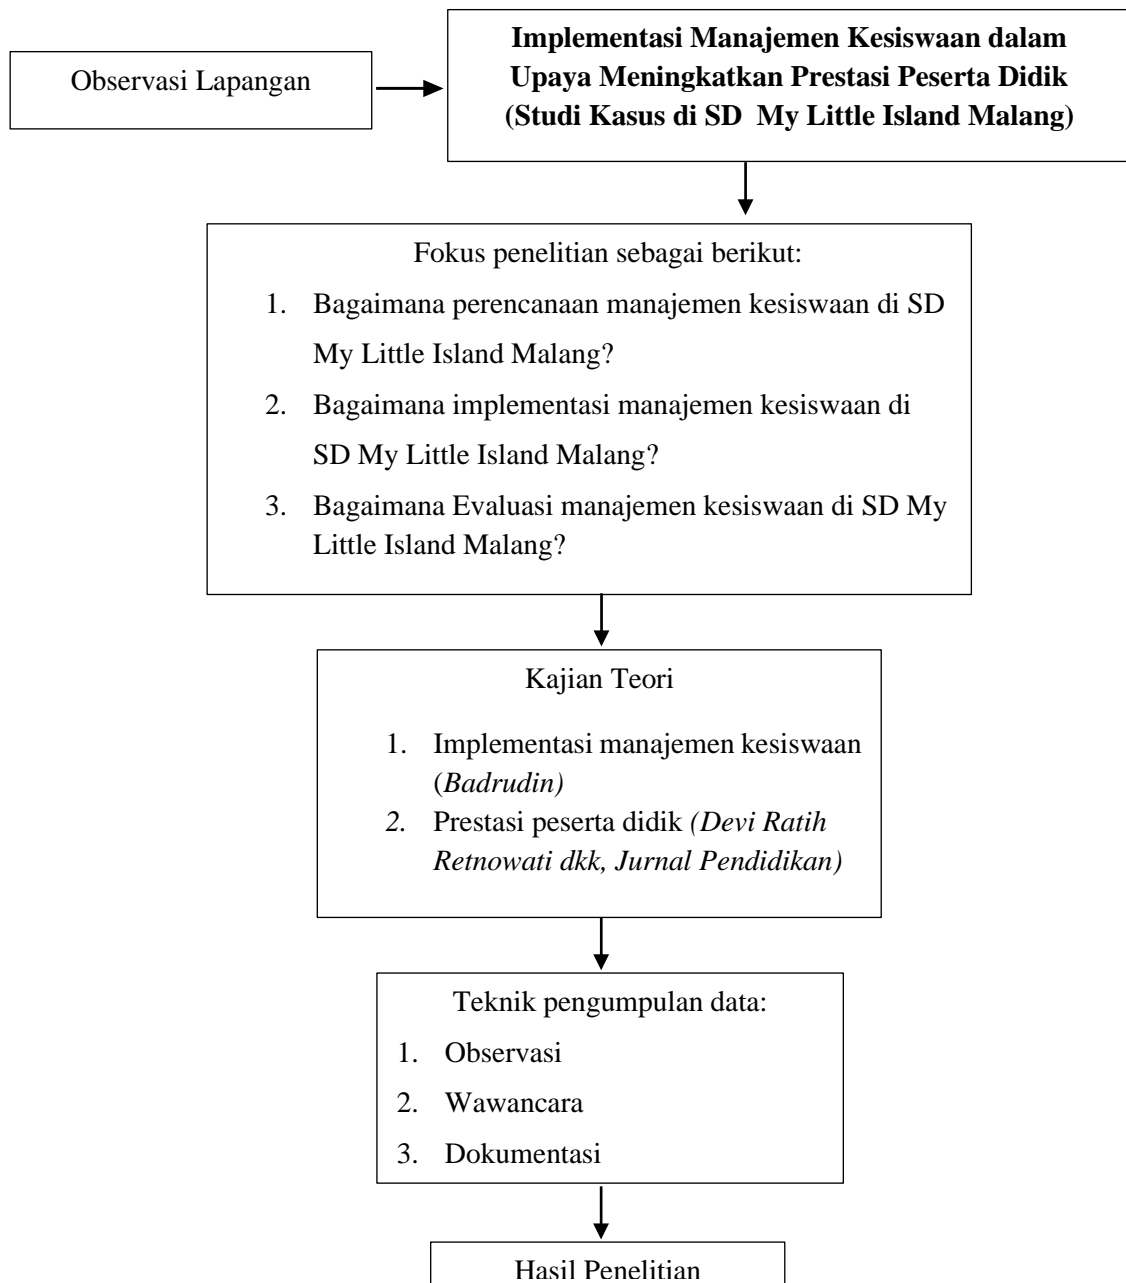 Observasi Lapangan
Implementasi Manajemen Kesiswaan dalam
Upaya Meningkatkan Prestasi Peserta Didik
(Studi Kasus di SD  My Little Island Malang)
Fokus penelitian sebagai berikut:
1. Bagaimana perencanaan manajemen kesiswaan di SD
My Little Island Malang?
2. Bagaimana implementasi manajemen kesiswaan di
SD My Little Island Malang?
3. Bagaimana Evaluasi manajemen kesiswaan di SD My
Little Island Malang?
Kajian Teori
1. Implementasi manajemen kesiswaan
(Badrudin)
2. Prestasi peserta didik (Devi Ratih
Retnowati dkk, Jurnal Pendidikan)
Teknik pengumpulan data:
1. Observasi
2. Wawancara
3. Dokumentasi
Hasil Penelitian